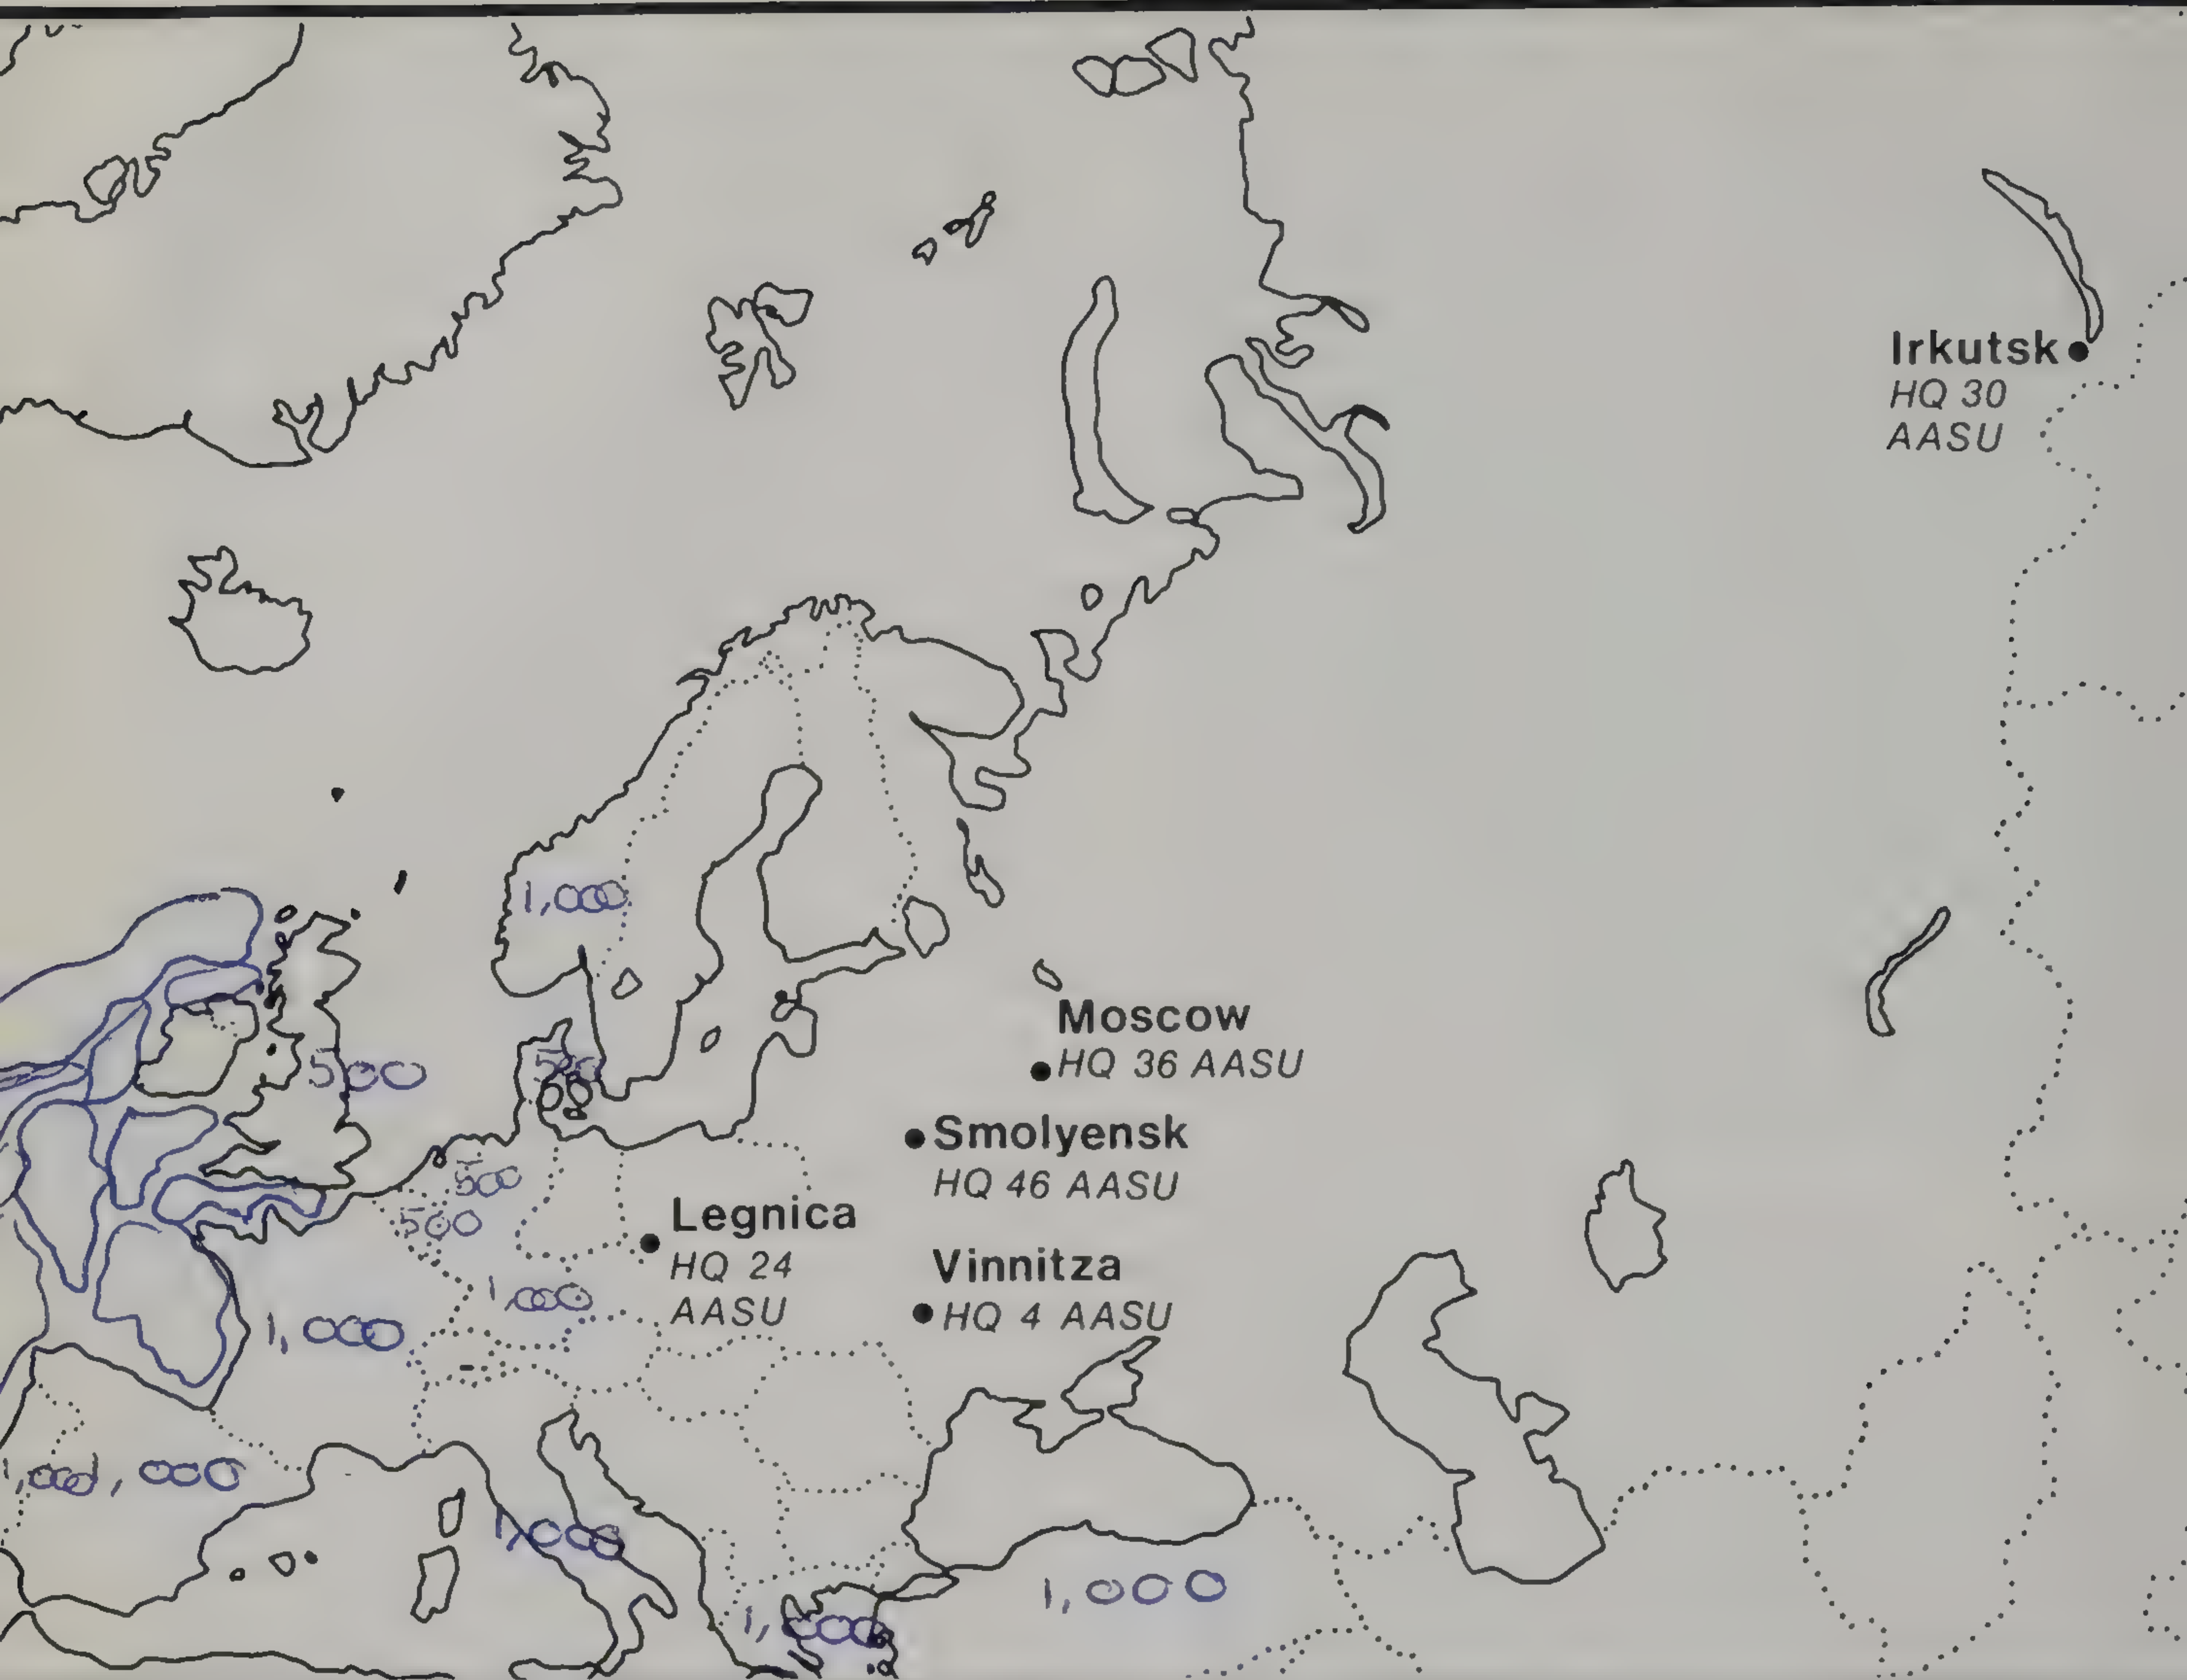 Irkutsk
HQ 30
AASU
1,000
Moscow
HQ 36 AASU
500
500
Smolyensk
HQ 46 AASU
500
500
Legnica
HQ 24
AASU
Vinnitza
HQ 4 AASU
1,000
1,000
1,000
1,000
1,000